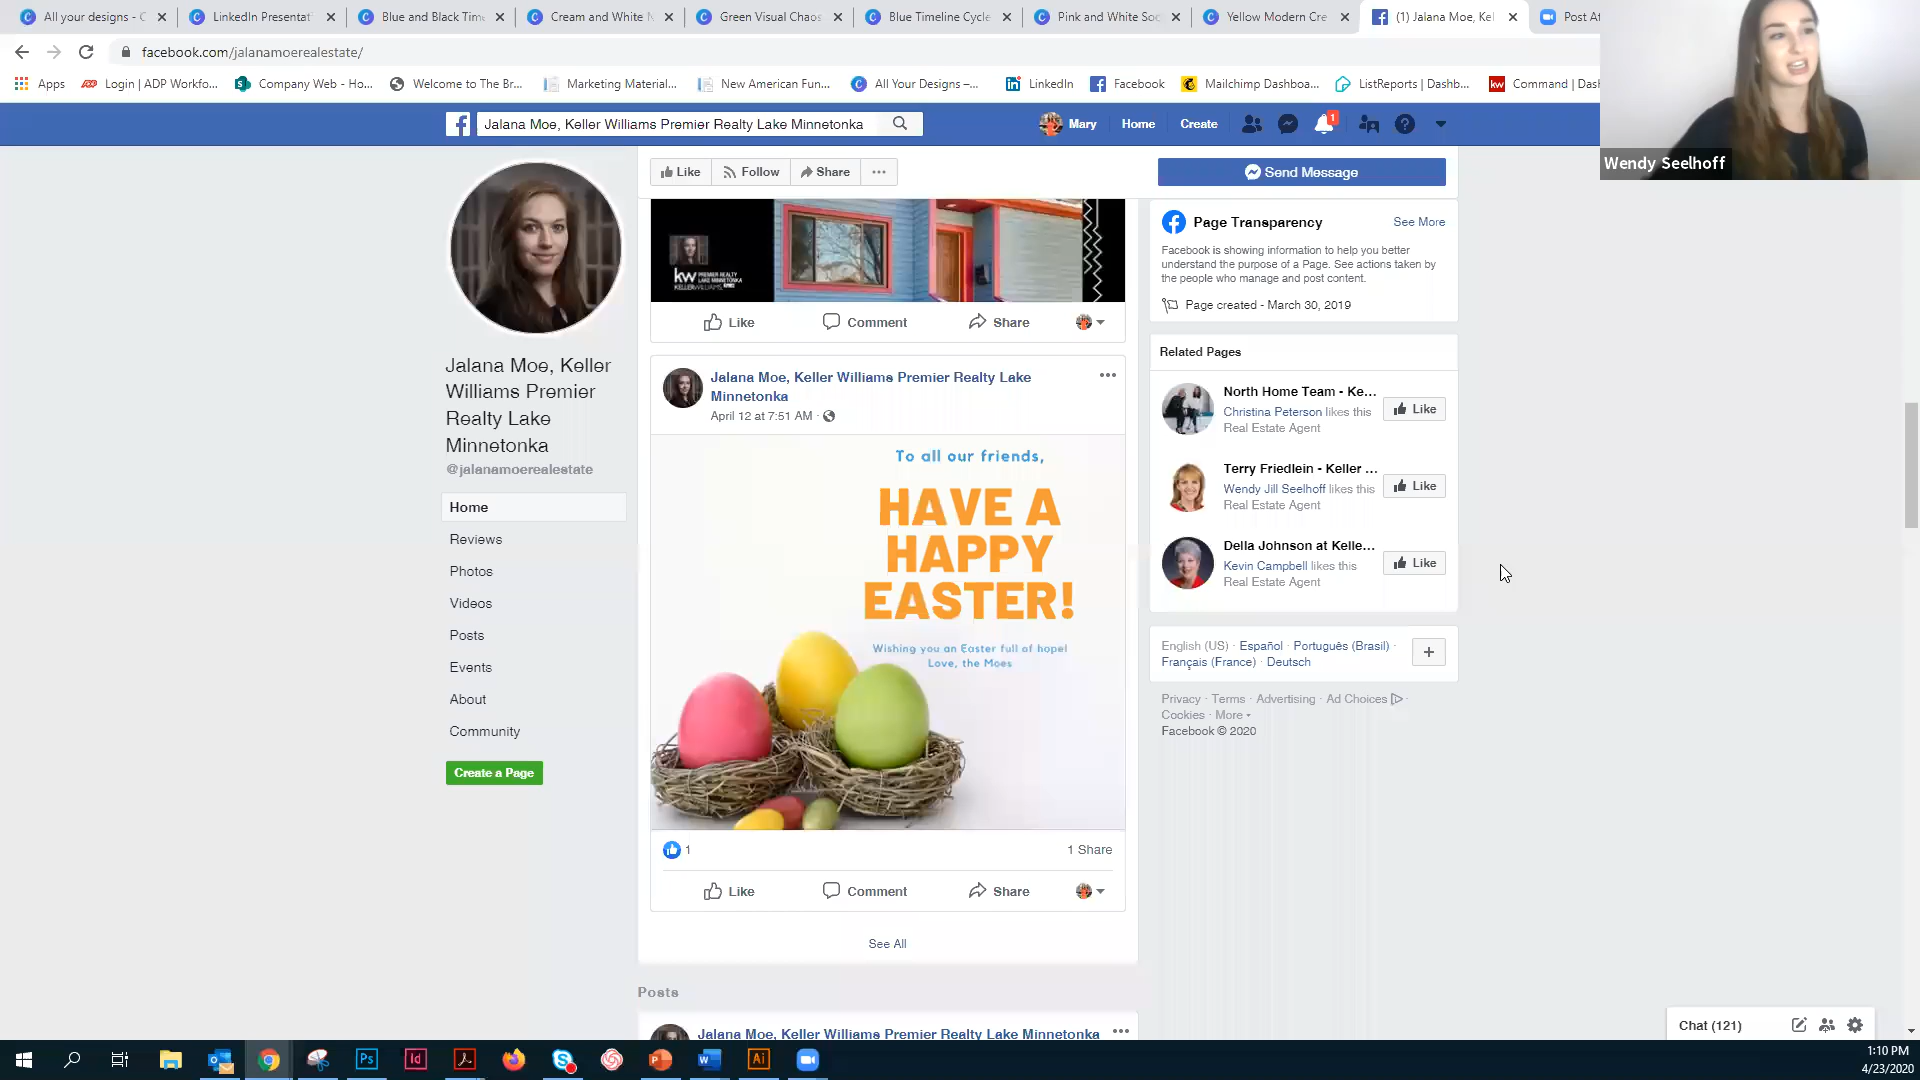 All your designs - C
LinkedIn Presentat
Blue and Black Time
Cream and White N
Green Visual Chaos
Blue Timeline Cycle
Pink and White Soc
Yellow Modern Cre
(1) Jalana Moe, Kel
Post At
facebook.com/jalanamoerealestate/
Apps
Login | ADP Workfo...
Company Web - Ho...
Welcome to The Br...
Marketing Material...
New American Fun...
All Your Designs –...
LinkedIn
Facebook
Mailchimp Dashboa...
ListReports | Dashb...
Command | Das
Jalana Moe, Keller Williams Premier Realty Lake Minnetonka
Mary
Home
Create
1
Wendy Seelhoff
Like
Follow
Share
Send Message
Jalana Moe, Keller
Williams Premier
Realty Lake
Minnetonka
@jalanamoerealestate
Home
Reviews
Photos
Videos
Posts
Events
About
Community
Create a Page
kw PREMIER REALTY
LAKE MINNETONKA
KELLERWILLIAMS
Like Comment Share
Jalana Moe, Keller Williams Premier Realty Lake
Minnetonka
April 12 at 7:51 AM ·
To all our friends,
HAVE A
HAPPY
EASTER!
Wishing you an Easter full of hope!
Love, the Moes
1
1 Share
Like Comment Share
See All
Posts
Jalana Moe, Keller Williams Premier Realty Lake Minnetonka
Page Transparency
See More
Facebook is showing information to help you better
understand the purpose of a Page. See actions taken by
the people who manage and post content.
Page created - March 30, 2019
Related Pages
North Home Team - Ke...
Christina Peterson likes this
Real Estate Agent
Like
Terry Friedlein - Keller ...
Wendy Jill Seelhoff likes this
Real Estate Agent
Like
Della Johnson at Kelle...
Kevin Campbell likes this
Real Estate Agent
Like
English (US) · Español · Português (Brasil) ·
Français (France) · Deutsch
Privacy · Terms · Advertising · Ad Choices ·
Cookies · More
Facebook © 2020
Chat (121)
1:10 PM
4/23/2020